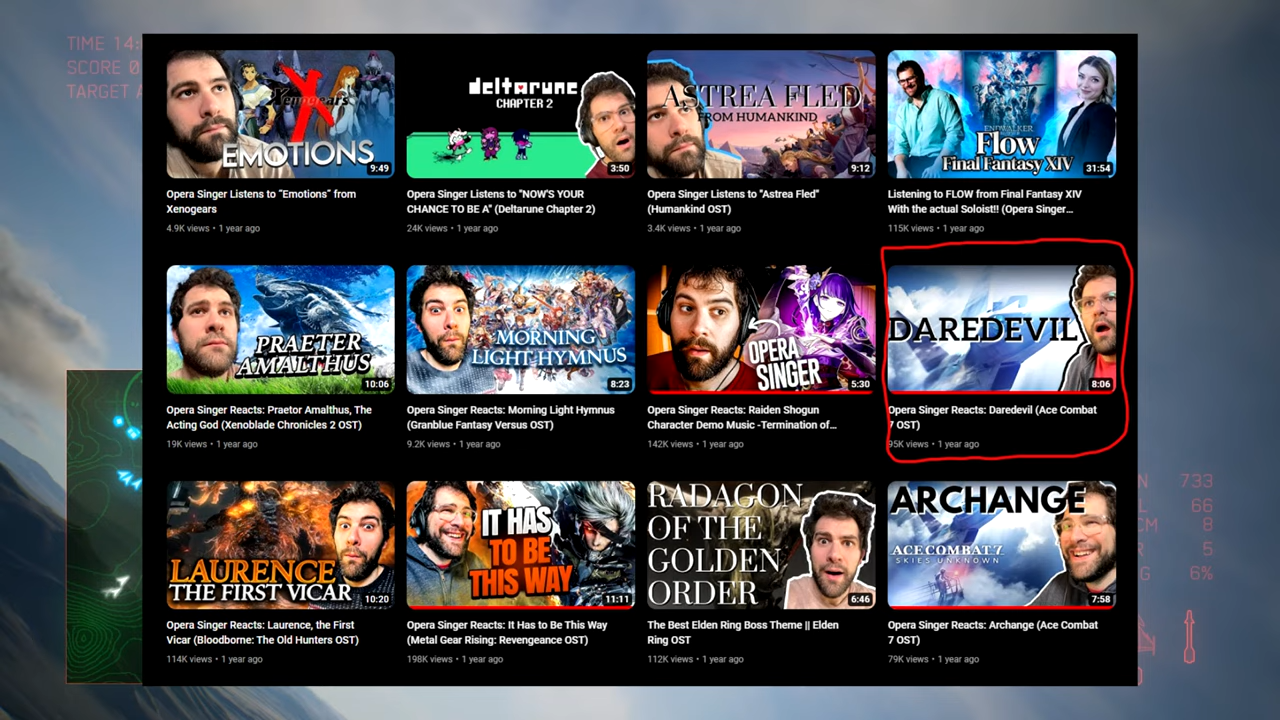 TIME 14:
SCORE 0
TARGET A
Xenogears
EMOTIONS
9:49
Opera Singer Listens to "Emotions" from
Xenogears
4.9K views • 1 year ago
deltarune
CHAPTER 2
3:50
Opera Singer Listens to "NOW'S YOUR
CHANCE TO BE A" (Deltarune Chapter 2)
24K views • 1 year ago
ASTREA FLED
FROM HUMANKIND
9:12
Opera Singer Listens to "Astrea Fled"
(Humankind OST)
3.4K views • 1 year ago
ENDWALKER
Flow
Final Fantasy XIV
31:54
Listening to FLOW from Final Fantasy XIV
With the actual Soloist!! (Opera Singer...
115K views • 1 year ago
PRAETER
AMALTHUS
10:06
Opera Singer Reacts: Praetor Amalthus, The
Acting God (Xenoblade Chronicles 2 OST)
19K views • 1 year ago
MORNING
LIGHT HYMNUS
8:23
Opera Singer Reacts: Morning Light Hymnus
(Granblue Fantasy Versus OST)
9.2K views • 1 year ago
OPERA
SINGER
5:30
Opera Singer Reacts: Raiden Shogun
Character Demo Music -Termination of...
142K views • 1 year ago
DAREDEVIL
8:06
Opera Singer Reacts: Daredevil (Ace Combat
7 OST)
95K views • 1 year ago
LAURENCE
THE FIRST VICAR
10:20
Opera Singer Reacts: Laurence, the First
Vicar (Bloodborne: The Old Hunters OST)
114K views • 1 year ago
IT HAS
TO BE
THIS WAY
11:11
Opera Singer Reacts: It Has to Be This Way
(Metal Gear Rising: Revengeance OST)
198K views • 1 year ago
RADAGON
OF THE
GOLDEN
ORDER
6:46
The Best Elden Ring Boss Theme || Elden
Ring OST
112K views • 1 year ago
ARCHANGE
ACE COMBAT 7
SKIES UNKNOWN
7:58
Opera Singer Reacts: Archange (Ace Combat
7 OST)
79K views • 1 year ago
N 733
L 66
CM 8
R 5
G 6%